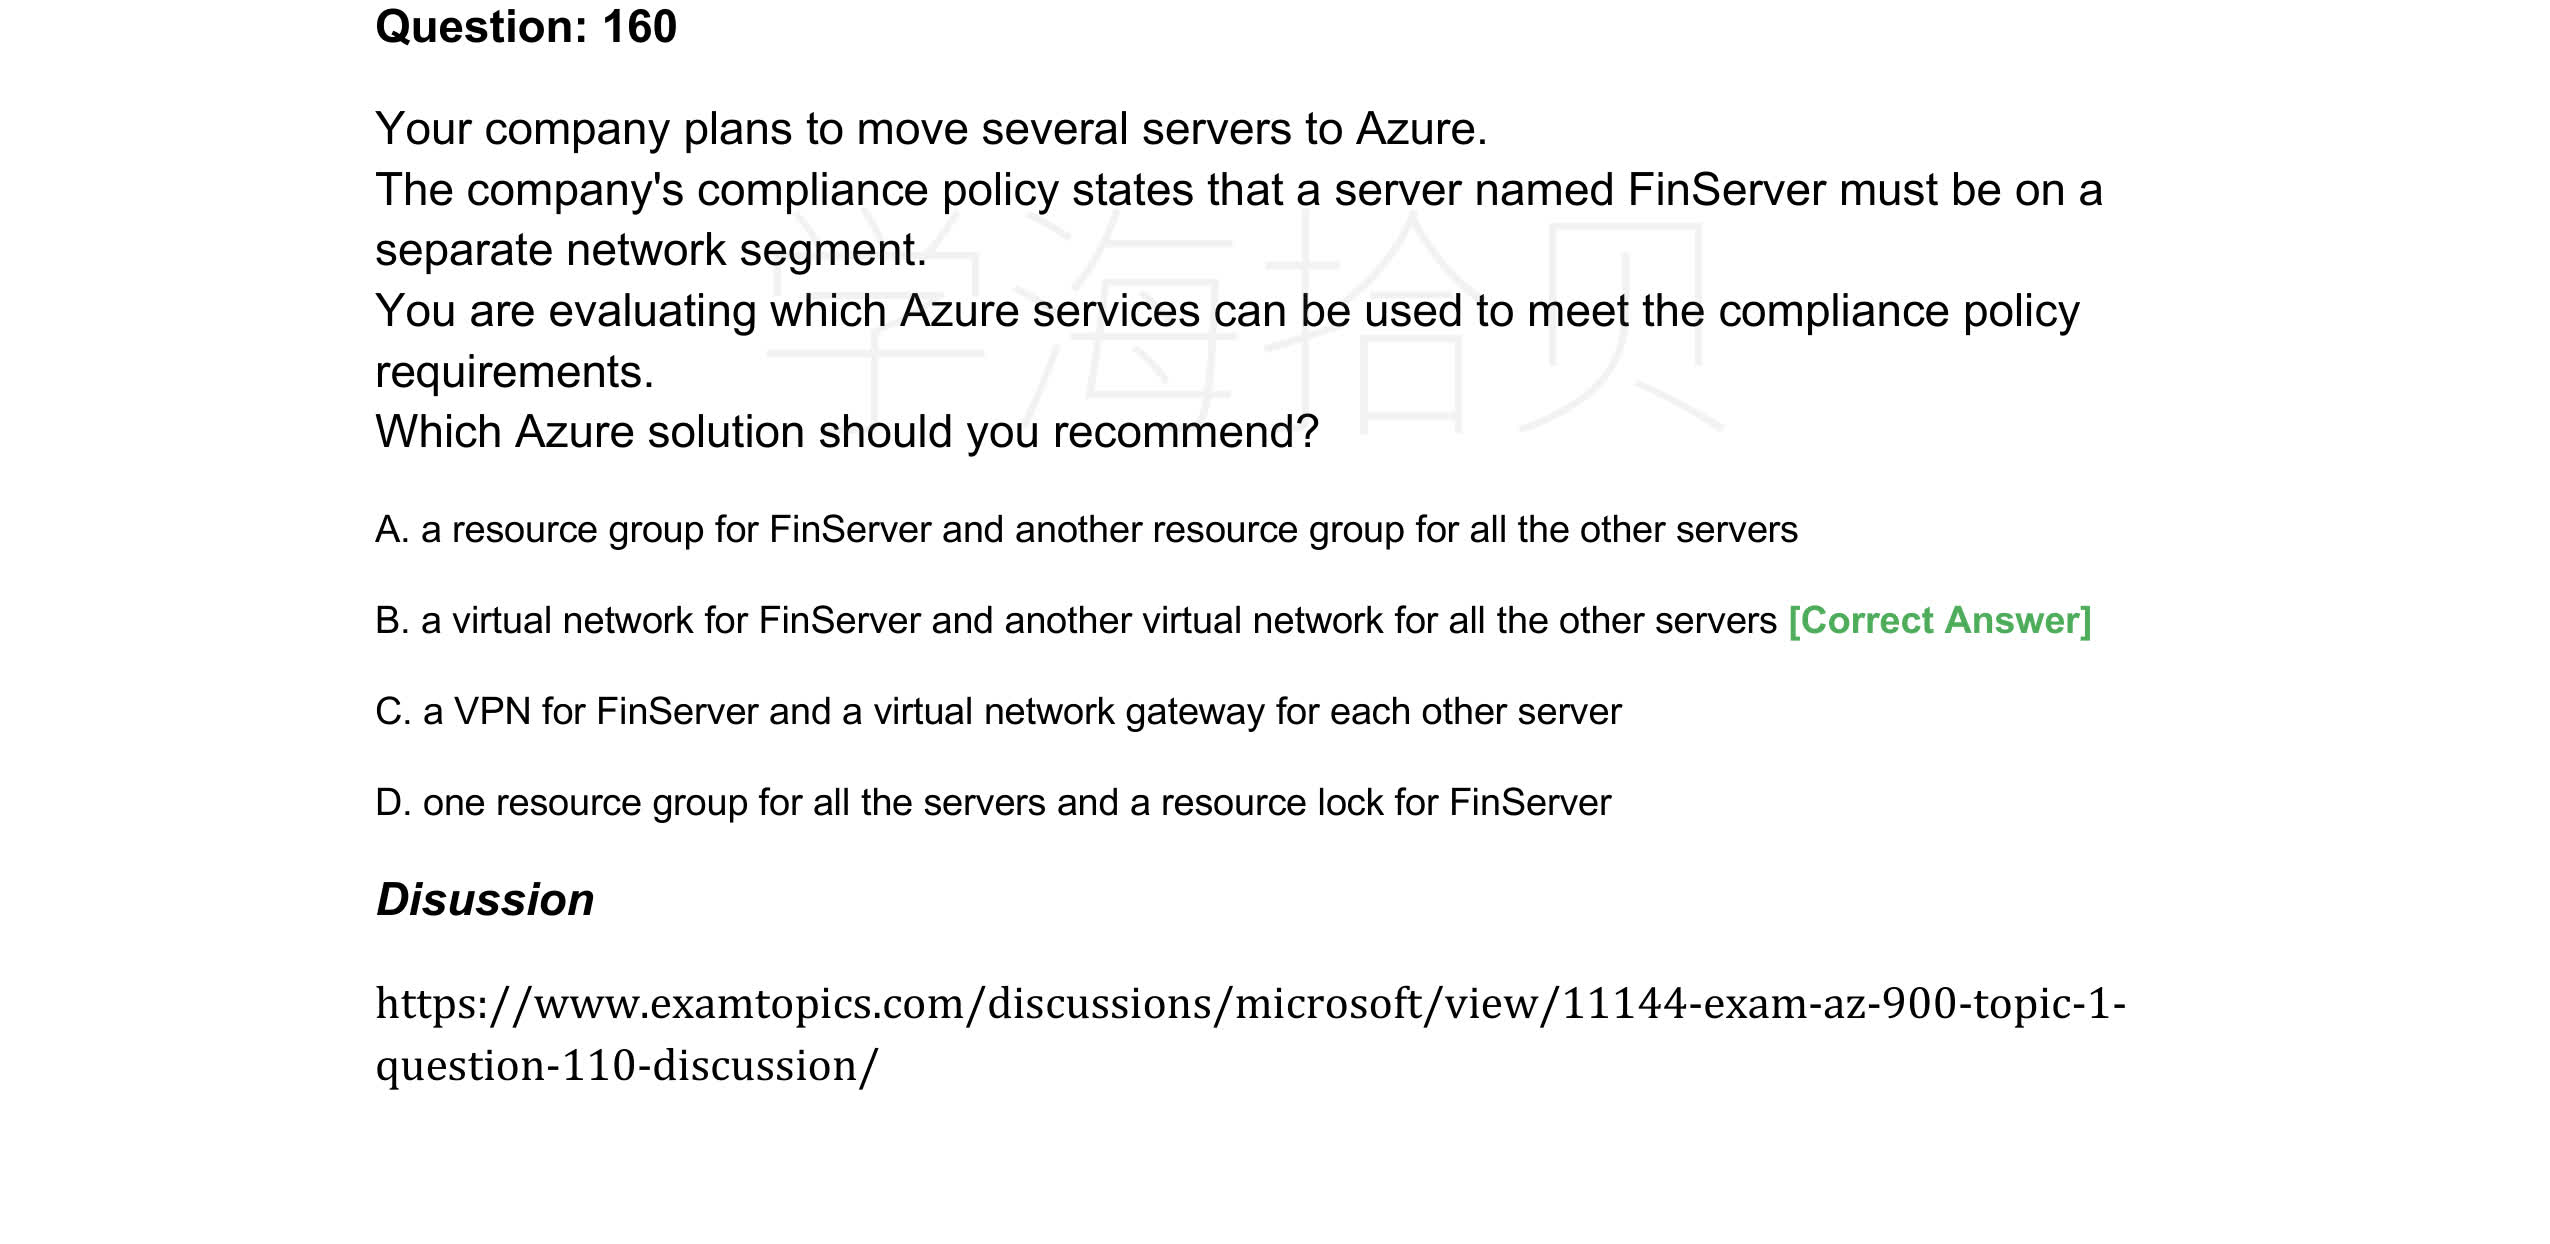 Question: 160
Your company plans to move several servers to Azure.
The company's compliance policy states that a server named FinServer must be on a
separate network segment.
You are evaluating which Azure services can be used to meet the compliance policy
requirements.
Which Azure solution should you recommend?
学海拾贝
A. a resource group for FinServer and another resource group for all the other servers
B. a virtual network for FinServer and another virtual network for all the other servers [Correct Answer]
C. a VPN for FinServer and a virtual network gateway for each other server
D. one resource group for all the servers and a resource lock for FinServer
Disussion
https://www.examtopics.com/discussions/microsoft/view/11144-exam-az-900-topic-1-
question-110-discussion/